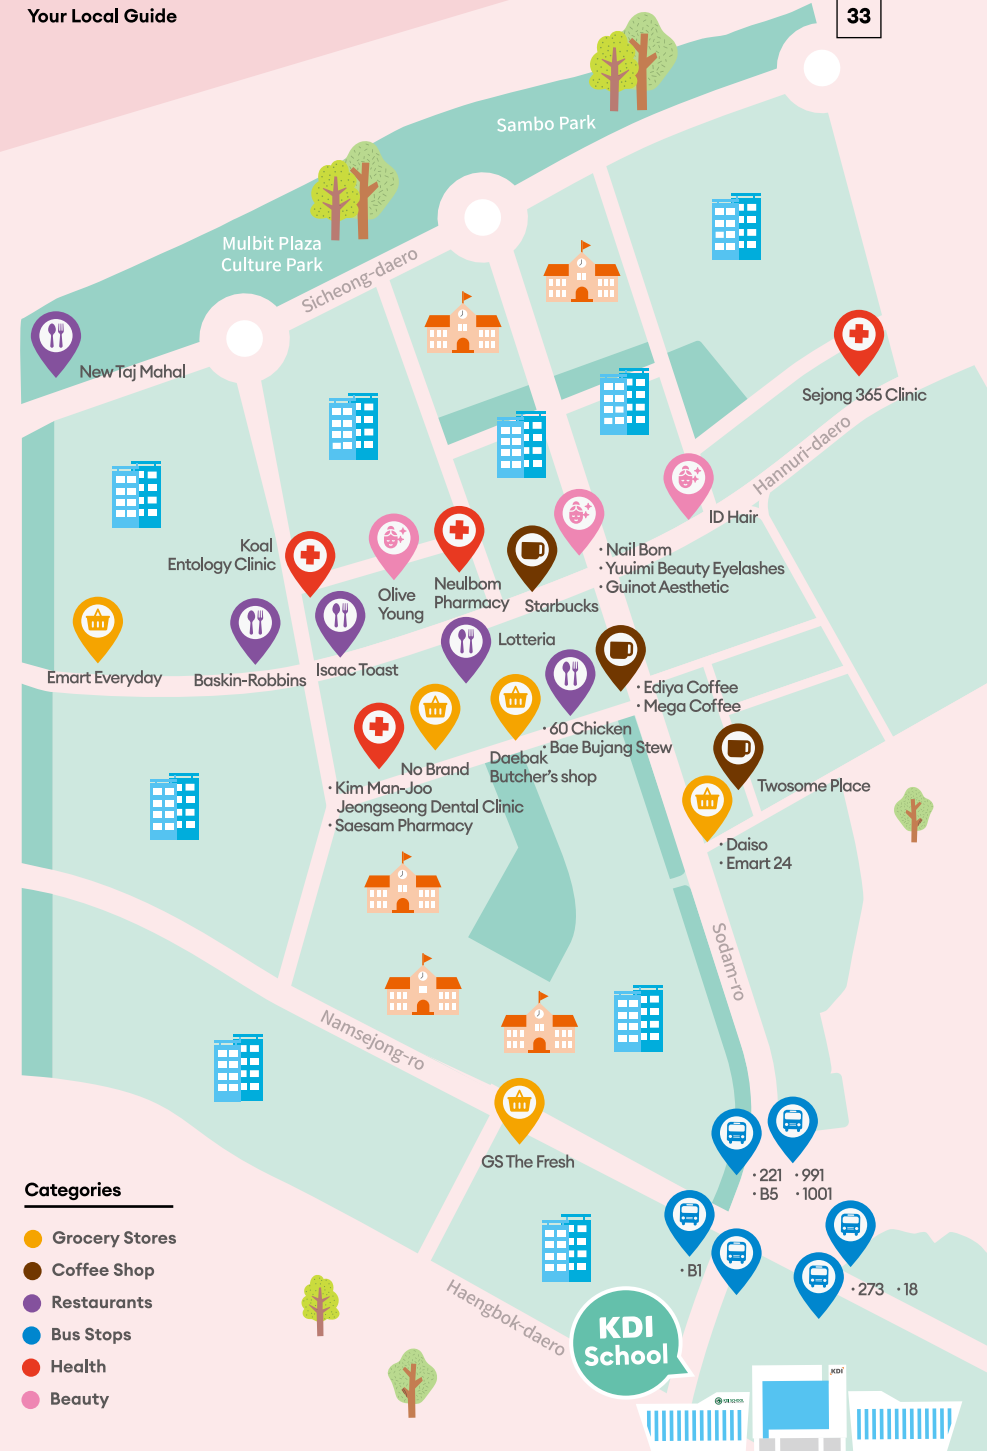 Your Local Guide
33
Sambo Park
Mulbit Plaza
Culture Park
Sicheong-daero
New Taj Mahal
Sejong 365 Clinic
Hannuri-daero
ID Hair
Koal
Entology Clinic
Olive
Young
Neulbom
Pharmacy
Starbucks
· Nail Bom
· Yuuimi Beauty Eyelashes
· Guinot Aesthetic
Emart Everyday
Baskin-Robbins
Isaac Toast
Lotteria
· Ediya Coffee
· Mega Coffee
· 60 Chicken
· Bae Bujang Stew
Daebak
Butcher's shop
No Brand
· Kim Man-Joo
Jeongseong Dental Clinic
· Saesam Pharmacy
Twosome Place
· Daiso
· Emart 24
Sodam-ro
Namsejong-ro
GS The Fresh
· 221 · 991
· B5 · 1001
· B1
· 273 · 18
Haengbok-daero
KDI
School
KDI
Categories
Grocery Stores
Coffee Shop
Restaurants
Bus Stops
Health
Beauty